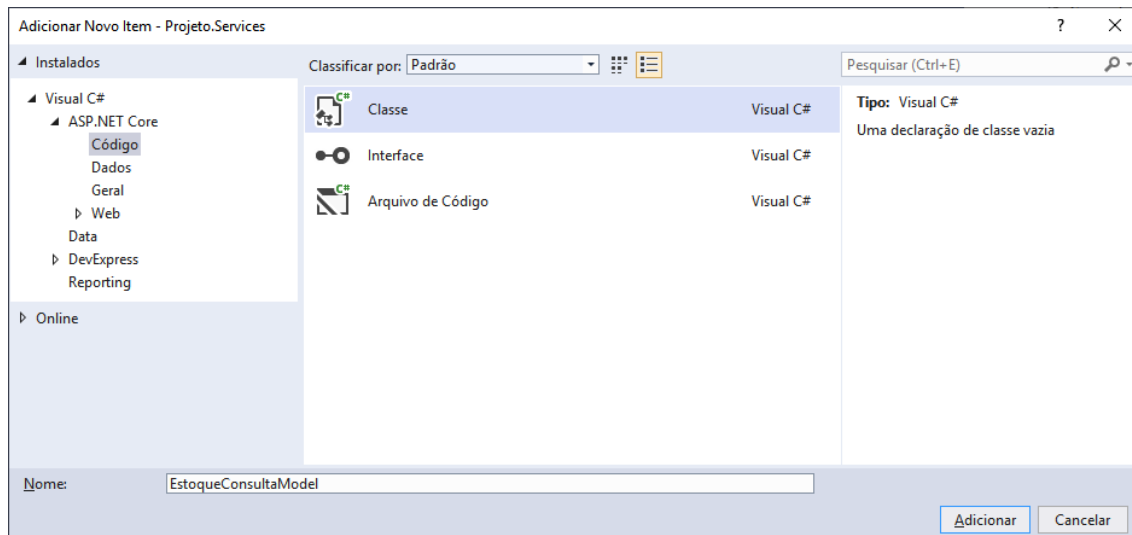 Adicionar Novo Item - Projeto.Services ?
Instalados
Classificar por: Padrão
Pesquisar (Ctrl+E)
Visual C#
ASP.NET Core
Código
Dados
Geral
Web
Data
DevExpress
Reporting
Online
C# Classe Visual C#
Interface Visual C#
C# Arquivo de Código Visual C#
Tipo: Visual C#
Uma declaração de classe vazia
Nome: EstoqueConsultaModel
Adicionar Cancelar